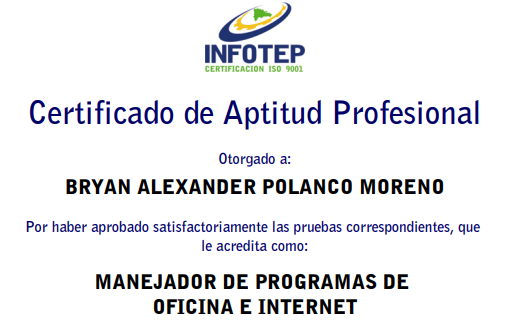 INFOTEP
CERTIFICACION ISO 9001
Certificado de Aptitud Profesional
Otorgado a:
BRYAN ALEXANDER POLANCO MORENO
Por haber aprobado satisfactoriamente las pruebas correspondientes, que
le acredita como:
MANEJADOR DE PROGRAMAS DE
OFICINA E INTERNET